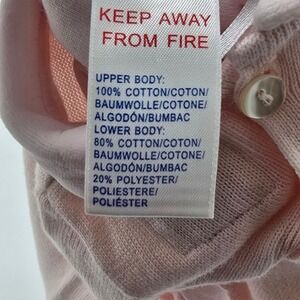 KEEP AWAY
FROM FIRE
UPPER BODY:
100% COTTON/COTON/
BAUMWOLLE/COTONE/
ALGODÓN/BUMBAC
LOWER BODY:
80% COTTON/COTON/
BAUMWOLLE/COTONE/
ALGODÓN/BUMBAC
20% POLYESTER/
POLIESTERE/
POLIÉSTER